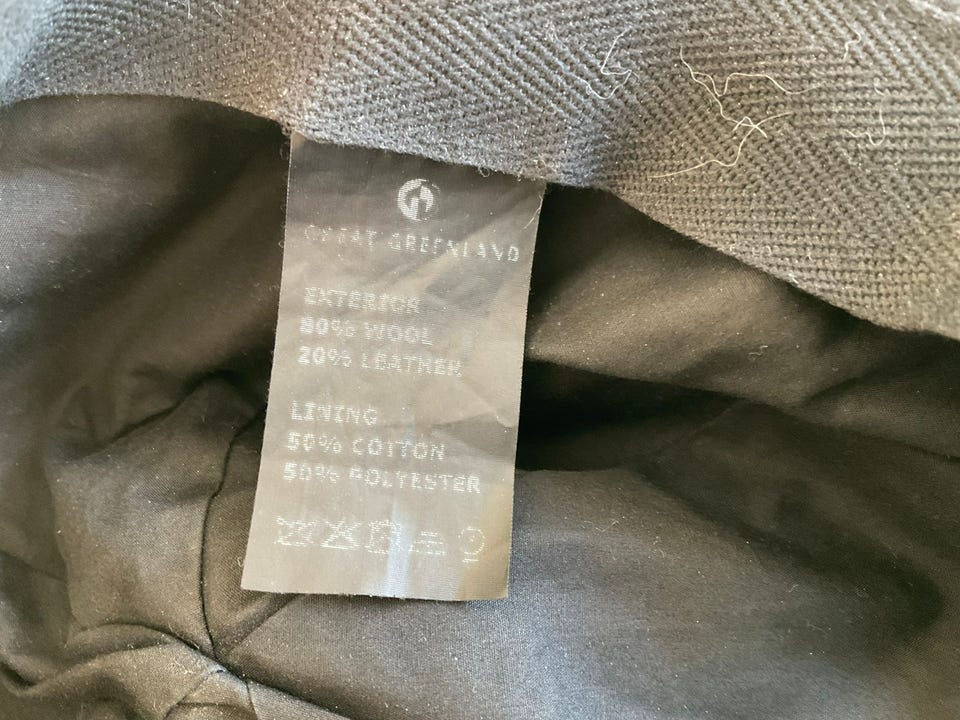 GREAT GREENLAND
EXTERIOR
80% WOOL
20% LEATHER
LINING
50% COTTON
50% POLYESTER